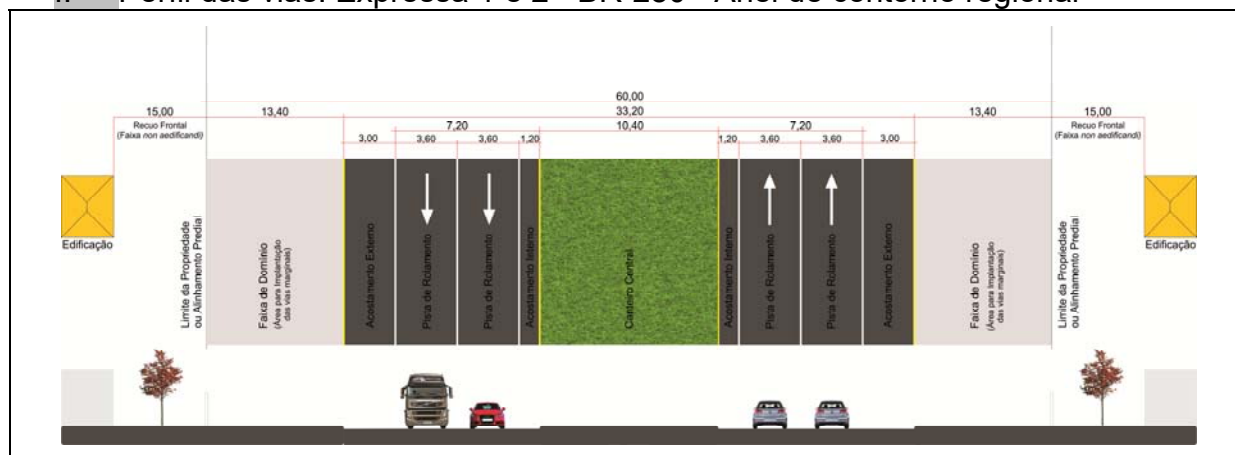 Perfil das vias: Expressa 1 e 2 - BR 280 - Anel de contorno regional
60,00
15,00 13,40 33,20 13,40 15,00
Recuo Frontal
(Faixa non aedificandi)
7,20 10,40 7,20
Recuo Frontal
(Faixa non aedificandi)
3,00 3,60 3,60 1,20 1,20 3,60 3,60 3,00
Edificação
Limite da Propriedade
ou Alinhamento Predial
Faixa de Domínio
(Área para Implantação
das vias marginais)
Acostamento Externo
Pista de Rolamento
Pista de Rolamento
Acostamento Interno
Canteiro Central
Acostamento Interno
Pista de Rolamento
Pista de Rolamento
Acostamento Externo
Faixa de Domínio
(Área para Implantação
das vias marginais)
Limite da Propriedade
ou Alinhamento Predial
Edificação